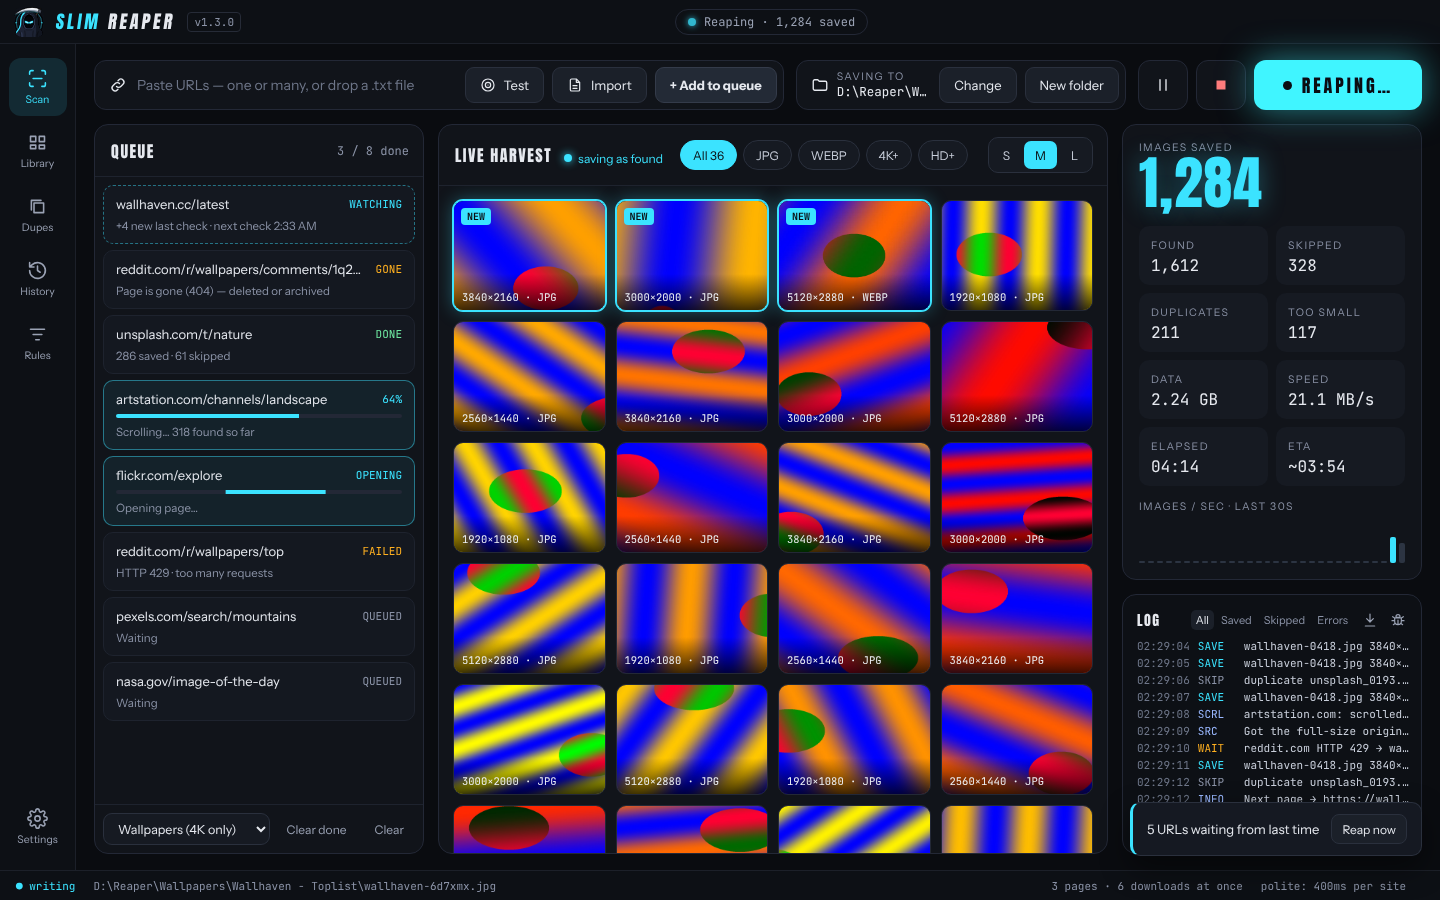 SLIM REAPER v1.3.0
Reaping · 1,284 saved
Scan
Library
Dupes
History
Rules
Settings
Paste URLs — one or many, or drop a .txt file
Test
Import
+ Add to queue
SAVING TO
D:\Reaper\W…
Change
New folder
REAPING…
QUEUE
3 / 8 done
wallhaven.cc/latest WATCHING
+4 new last check · next check 2:33 AM
reddit.com/r/wallpapers/comments/1q2… GONE
Page is gone (404) — deleted or archived
unsplash.com/t/nature DONE
286 saved · 61 skipped
artstation.com/channels/landscape 64%
Scrolling… 318 found so far
flickr.com/explore OPENING
Opening page…
reddit.com/r/wallpapers/top FAILED
HTTP 429 · too many requests
pexels.com/search/mountains QUEUED
Waiting
nasa.gov/image-of-the-day QUEUED
Waiting
Wallpapers (4K only)
Clear done
Clear
LIVE HARVEST
saving as found
All 36
JPG
WEBP
4K+
HD+
S
M
L
NEW
NEW
NEW
3840×2160 · JPG
3000×2000 · JPG
5120×2880 · WEBP
1920×1080 · JPG
2560×1440 · JPG
3840×2160 · JPG
3000×2000 · JPG
5120×2880 · JPG
1920×1080 · JPG
2560×1440 · JPG
3840×2160 · JPG
3000×2000 · JPG
5120×2880 · JPG
1920×1080 · JPG
2560×1440 · JPG
3840×2160 · JPG
3000×2000 · JPG
5120×2880 · JPG
1920×1080 · JPG
2560×1440 · JPG
IMAGES SAVED
1,284
FOUND
1,612
SKIPPED
328
DUPLICATES
211
TOO SMALL
117
DATA
2.24 GB
SPEED
21.1 MB/s
ELAPSED
04:14
ETA
~03:54
IMAGES / SEC · LAST 30S
LOG
All
Saved
Skipped
Errors
02:29:04 SAVE wallhaven-0418.jpg 3840×…
02:29:05 SAVE wallhaven-0418.jpg 3840×…
02:29:06 SKIP duplicate unsplash_0193.…
02:29:07 SAVE wallhaven-0418.jpg 3840×…
02:29:08 SCRL artstation.com: scrolled…
02:29:09 SRC Got the full-size origin…
02:29:10 WAIT reddit.com HTTP 429 → wa…
02:29:11 SAVE wallhaven-0418.jpg 3840×…
02:29:12 SKIP duplicate unsplash_0193.…
02:29:12 INFO Next page → https://wall…
5 URLs waiting from last time
Reap now
writing
D:\Reaper\Wallpapers\Wallhaven - Toplist\wallhaven-6d7xmx.jpg
3 pages · 6 downloads at once
polite: 400ms per site